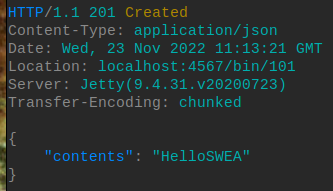 HTTP/1.1 201 Created
Content-Type: application/json
Date: Wed, 23 Nov 2022 11:13:21 GMT
Location: localhost:4567/bin/101
Server: Jetty(9.4.31.v20200723)
Transfer-Encoding: chunked

{
    "contents": "HelloSWEA"
}